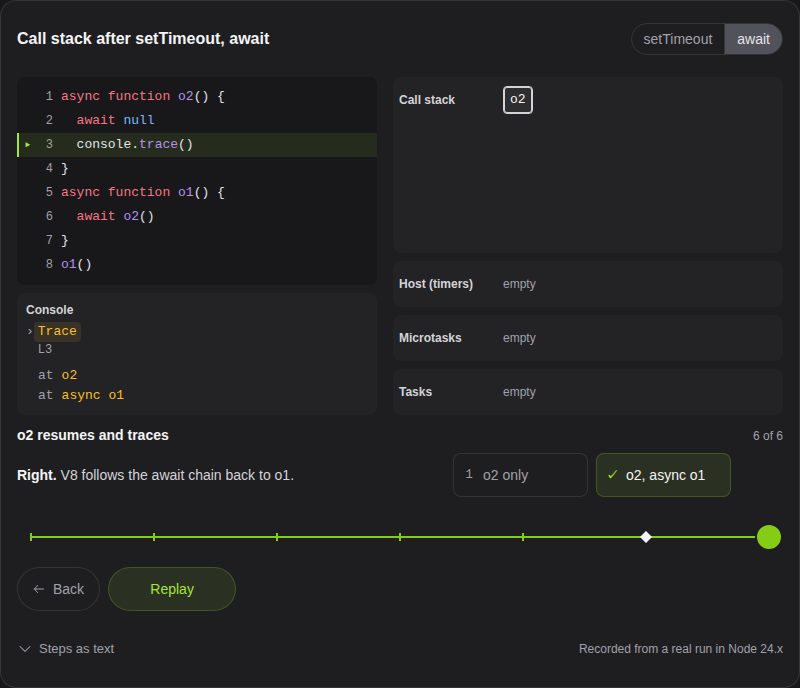 Call stack after setTimeout, await
setTimeout await
1 async function o2() {
2 await null
▸ 3 console.trace()
4 }
5 async function o1() {
6 await o2()
7 }
8 o1()
Console
› Trace
L3
at o2
at async o1
Call stack o2
Host (timers) empty
Microtasks empty
Tasks empty
o2 resumes and traces
6 of 6
Right. V8 follows the await chain back to o1.
1 o2 only
✓ o2, async o1
← Back
Replay
Steps as text
Recorded from a real run in Node 24.x